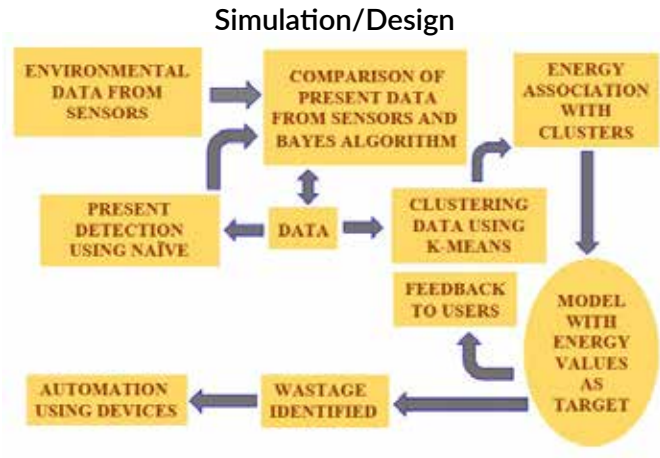 Simulation/Design
ENVIRONMENTAL
DATA FROM
SENSORS
COMPARISON OF
PRESENT DATA
FROM SENSORS AND
BAYES ALGORITHM
ENERGY
ASSOCIATION
WITH
CLUSTERS
PRESENT
DETECTION
USING NAÏVE
DATA
CLUSTERING
DATA USING
K-MEANS
FEEDBACK
TO USERS
MODEL
WITH
ENERGY
VALUES
AS
TARGET
AUTOMATION
USING DEVICES
WASTAGE
IDENTIFIED